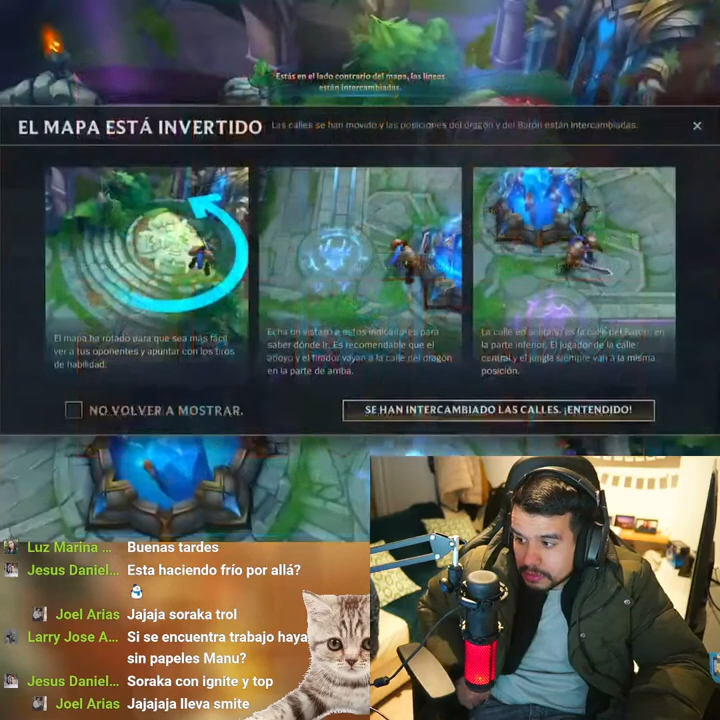 Estás en el lado contrario del mapa, las líneas
están intercambiadas.
EL MAPA ESTÁ INVERTIDO
Las calles se han movido y las posiciones del dragón y del Barón están intercambiadas.
El mapa ha rotado para que sea más fácil
ver a tus oponentes y apuntar con los tiros
de habilidad.
Echa un vistazo a estos indicadores para
saber dónde ir. Es recomendable que el
apoyo y el tirador vayan a la calle del dragón
en la parte de arriba.
La calle en solitario es la calle del Barón, en
la parte inferior. El jugador de la calle
central y el jungla siempre van a la misma
posición.
NO VOLVER A MOSTRAR.
SE HAN INTERCAMBIADO LAS CALLES. ¡ENTENDIDO!
Luz Marina ... Buenas tardes
Jesus Daniel... Esta haciendo frío por allá?
⛄
Joel Arias Jajaja soraka trol
Larry Jose A... Si se encuentra trabajo haya
sin papeles Manu?
Jesus Daniel... Soraka con ignite y top
Joel Arias Jajajaja lleva smite